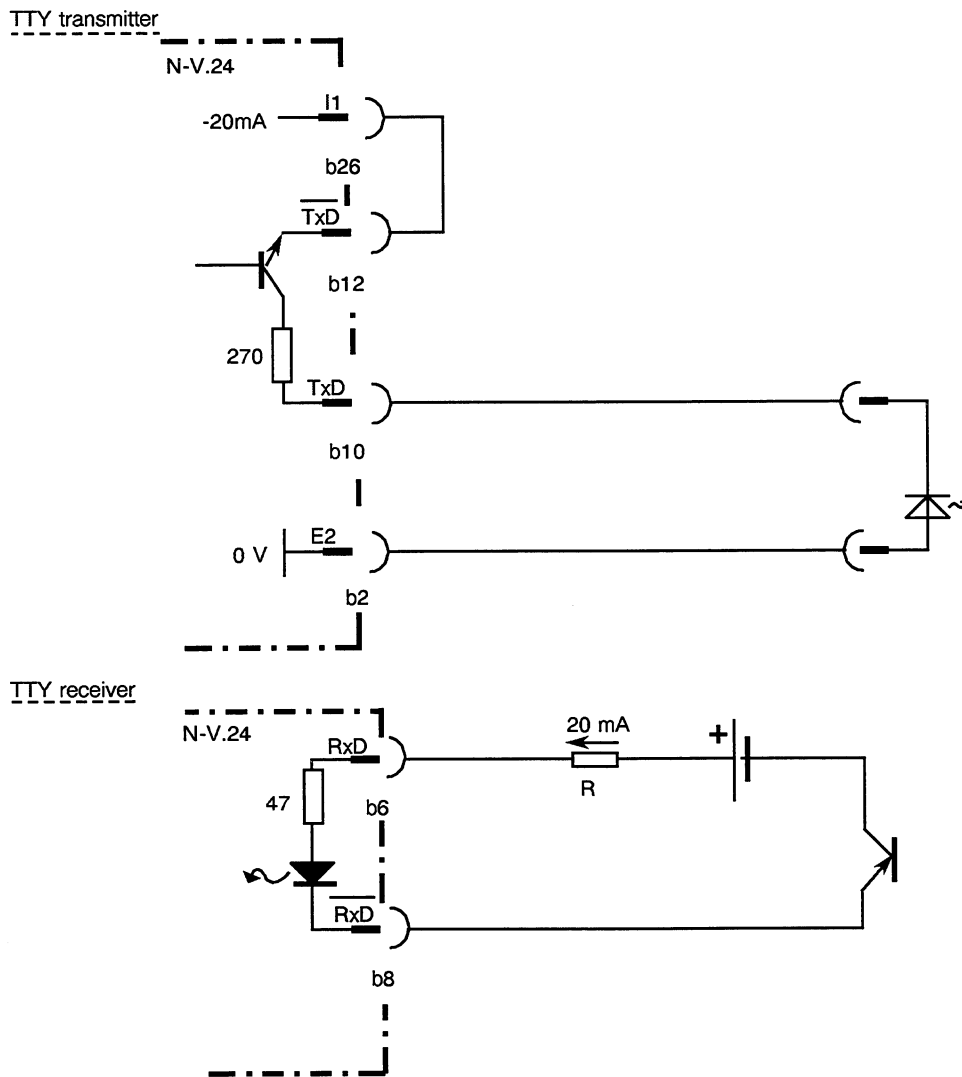 TTY transmitter
N-V.24
I1
-20mA
b26
TxD
b12
270
TxD
b10
E2
0 V
b2
TTY receiver
N-V.24
RxD
20 mA
+
R
47
b6
RxD
b8